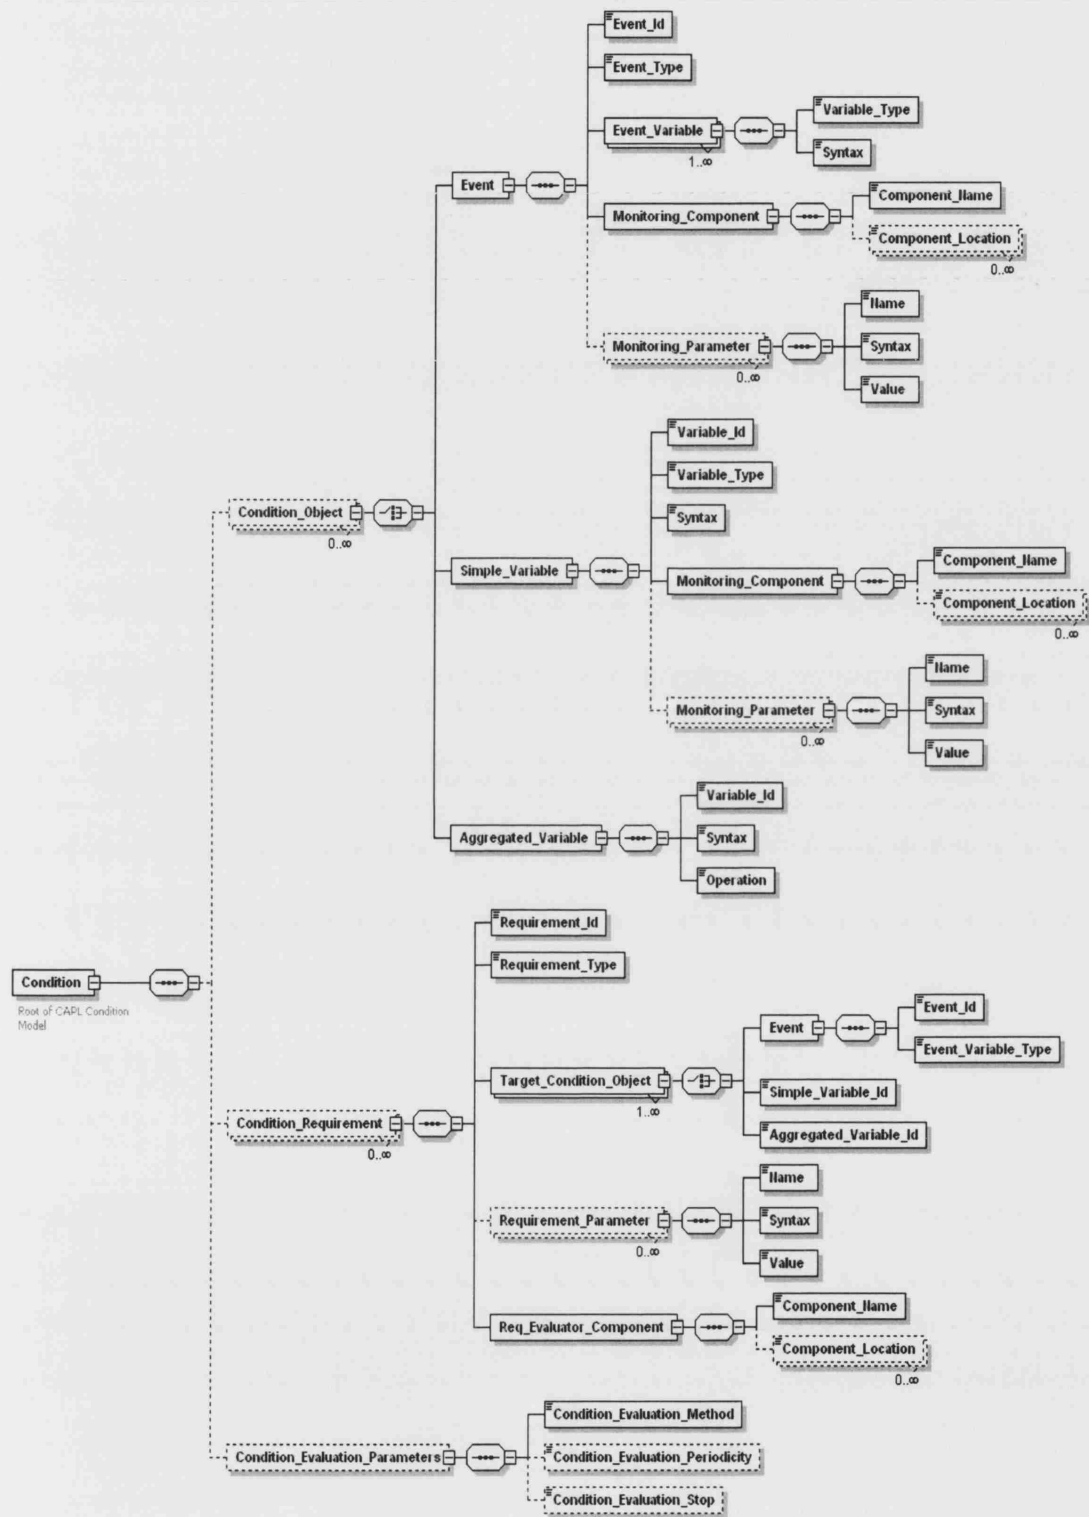 Event_Id
Event_Type
Event_Variable
1..∞
Variable_Type
Syntax
Event
Monitoring_Component
Component_Name
Component_Location
0..∞
Monitoring_Parameter
0..∞
Name
Syntax
Value
Condition_Object
0..∞
Variable_Id
Variable_Type
Syntax
Simple_Variable
Monitoring_Component
Component_Name
Component_Location
0..∞
Monitoring_Parameter
0..∞
Name
Syntax
Value
Aggregated_Variable
Variable_Id
Syntax
Operation
Condition
Root of CAPL Condition
Model
Condition_Requirement
0..∞
Requirement_Id
Requirement_Type
Target_Condition_Object
1..∞
Event
Event_Id
Event_Variable_Type
Simple_Variable_Id
Aggregated_Variable_Id
Requirement_Parameter
0..∞
Name
Syntax
Value
Req_Evaluator_Component
Component_Name
Component_Location
0..∞
Condition_Evaluation_Parameters
Condition_Evaluation_Method
Condition_Evaluation_Periodicity
Condition_Evaluation_Stop